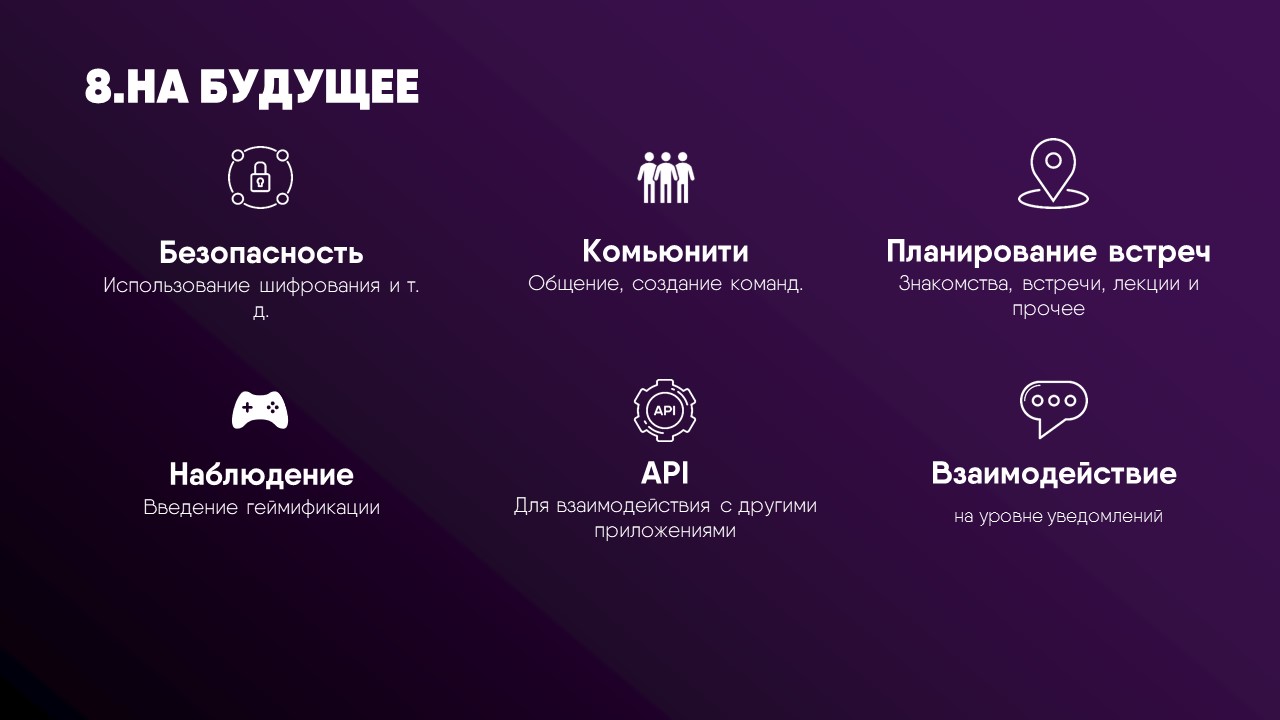 8.НА БУДУЩЕЕ
Безопасность
Использование шифрования и т.
д.
Комьюнити
Общение, создание команд.
Планирование встреч
Знакомства, встречи, лекции и
прочее
Наблюдение
Введение геймификации
API
API
Для взаимодействия с другими
приложениями
Взаимодействие
на уровне уведомлений